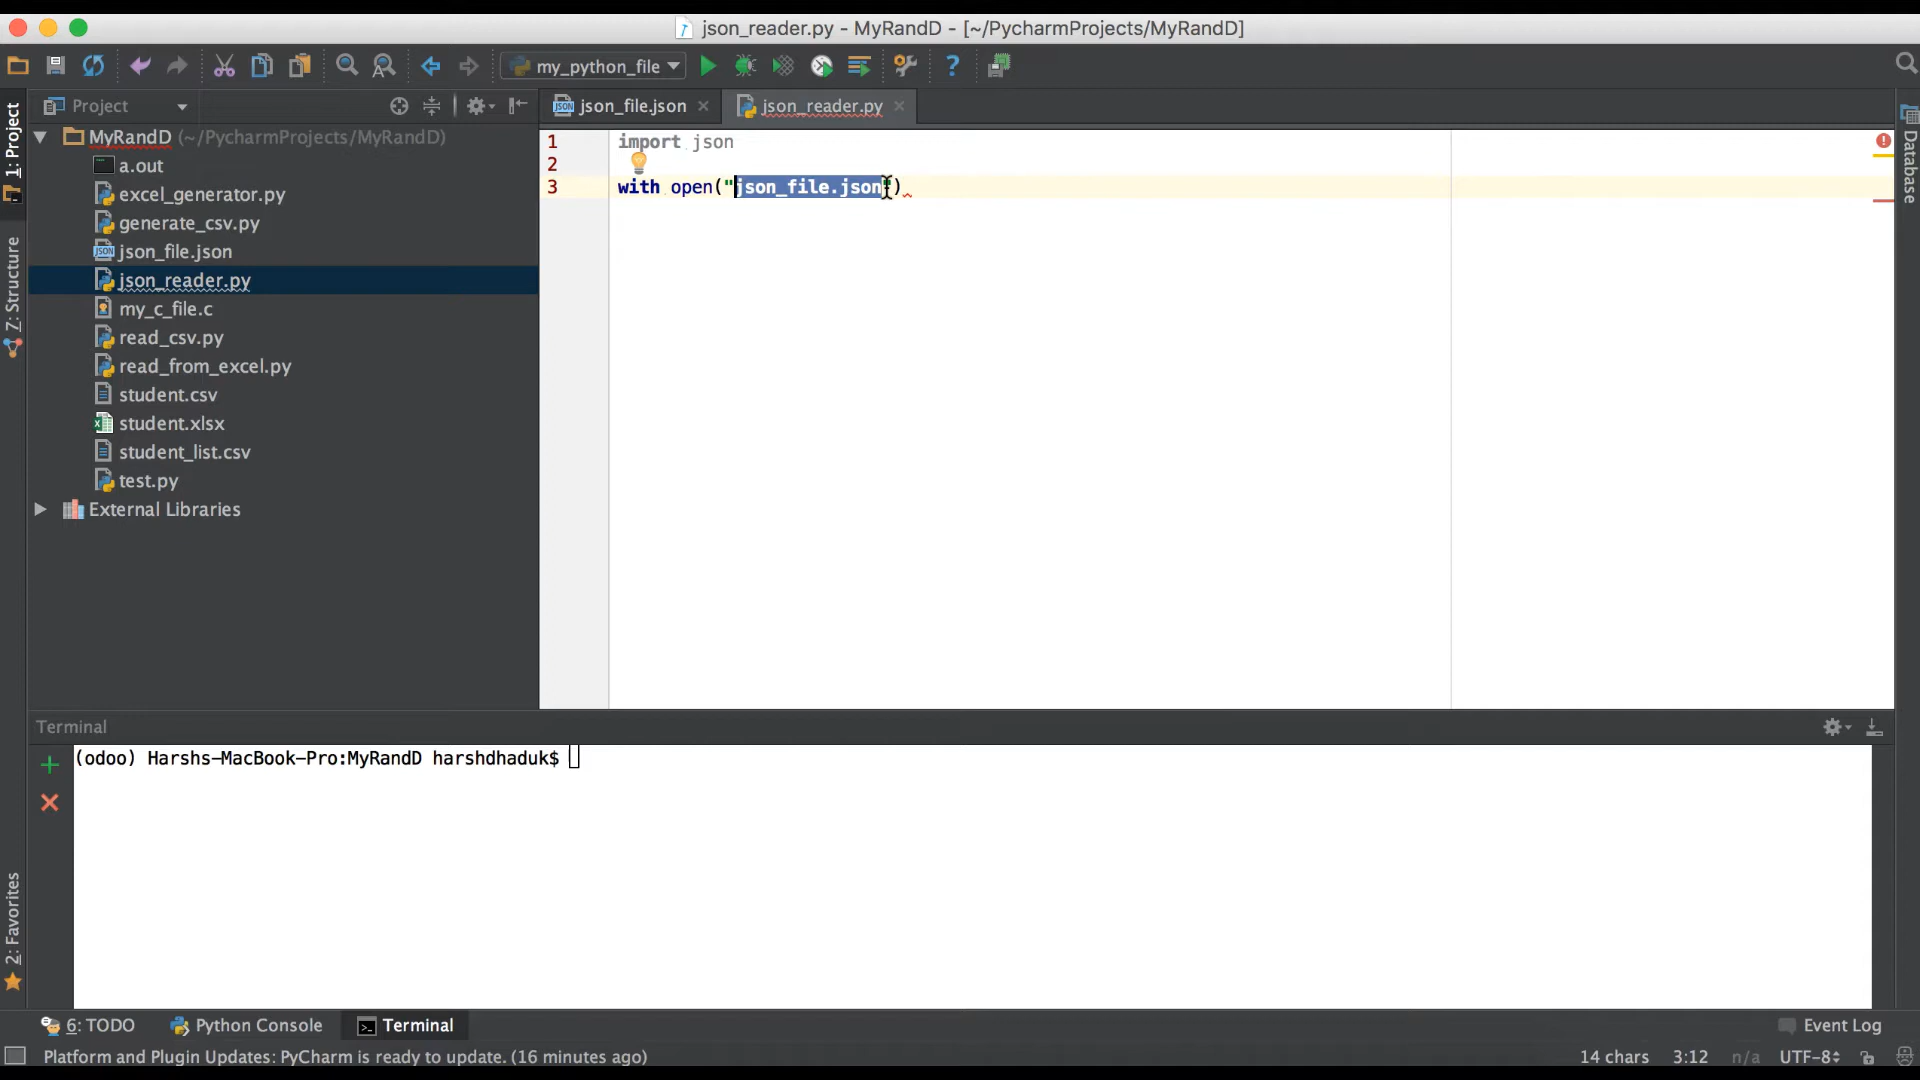 json_reader.py - MyRandD - [~/PycharmProjects/MyRandD]
my_python_file
1: Project
7: Structure
2: Favorites
Database
Project
MyRandD (~/PycharmProjects/MyRandD)
a.out
excel_generator.py
generate_csv.py
json_file.json
json_reader.py
my_c_file.c
read_csv.py
read_from_excel.py
student.csv
student.xlsx
student_list.csv
test.py
External Libraries
json_file.json
json_reader.py
1 import json
2
3 with open("json_file.json")
Terminal
(odoo) Harshs-MacBook-Pro:MyRandD harshdhaduk$
6: TODO Python Console Terminal Event Log
Platform and Plugin Updates: PyCharm is ready to update. (16 minutes ago) 14 chars 3:12 n/a UTF-8